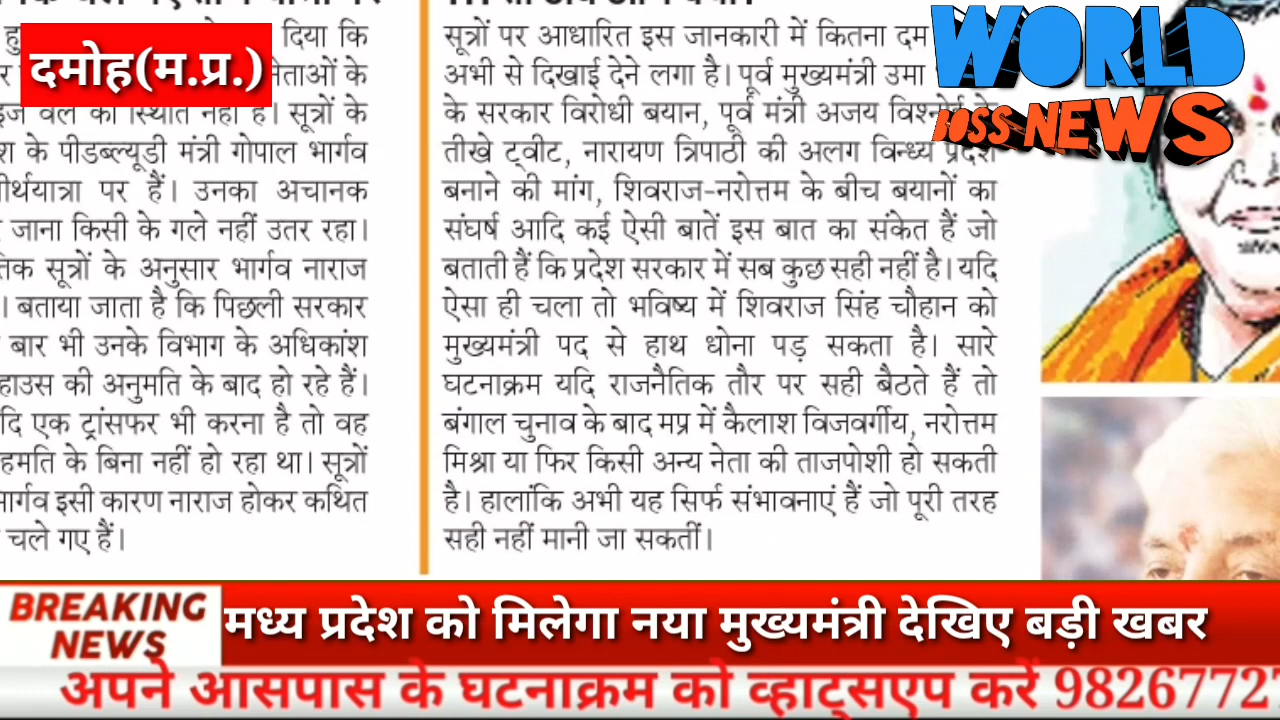 दमोह(म.प्र.)
WORLD
BOSS NEWS
दिया कि
के
सूत्रों के
के पीडब्ल्यूडी मंत्री गोपाल भार्गव
पर हैं। उनका अचानक
जाना किसी के गले नहीं उतर रहा।
सूत्रों के अनुसार भार्गव नाराज
। बताया जाता है कि पिछली सरकार
बार भी उनके विभाग के अधिकांश
की अनुमति के बाद हो रहे हैं।
एक ट्रांसफर भी करना है तो वह
के बिना नहीं हो रहा था। सूत्रों
इसी कारण नाराज होकर कथित
चले गए हैं।
सूत्रों पर आधारित इस जानकारी में कितना दम
अभी से दिखाई देने लगा है। पूर्व मुख्यमंत्री उमा
के सरकार विरोधी बयान, पूर्व मंत्री अजय
तीखे ट्वीट, नारायण त्रिपाठी की अलग विन्ध्य प्रदेश
बनाने की मांग, शिवराज-नरोत्तम के बीच बयानों का
संघर्ष आदि कई ऐसी बातें इस बात का संकेत हैं जो
बताती हैं कि प्रदेश सरकार में सब कुछ सही नहीं है। यदि
ऐसा ही चला तो भविष्य में शिवराज सिंह चौहान को
मुख्यमंत्री पद से हाथ धोना पड़ सकता है। सारे
घटनाक्रम यदि राजनैतिक तौर पर सही बैठते हैं तो
बंगाल चुनाव के बाद मप्र में कैलाश विजवर्गीय, नरोत्तम
मिश्रा या फिर किसी अन्य नेता की ताजपोशी हो सकती
है। हालांकि अभी यह सिर्फ संभावनाएं हैं जो पूरी तरह
सही नहीं मानी जा सकतीं।
BREAKING
NEWS
मध्य प्रदेश को मिलेगा नया मुख्यमंत्री देखिए बड़ी खबर
अपने आसपास के घटनाक्रम को व्हाट्सएप करें 9826772